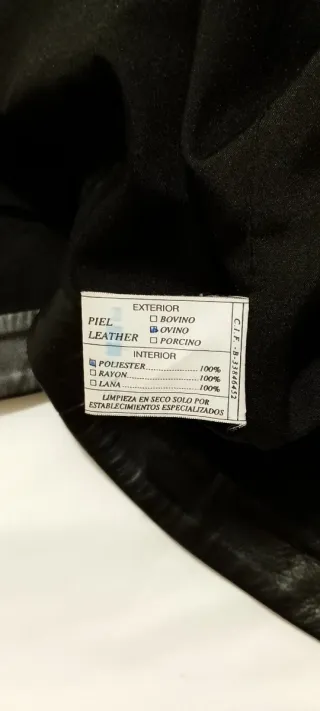 EXTERIOR
PIEL
LEATHER
☐ BOVINO
☒ OVINO
☐ PORCINO
INTERIOR
☒ POLIESTER............100%
☐ RAYON............100%
☐ LANA............100%
LIMPIEZA EN SECO SOLO POR
ESTABLECIMIENTOS ESPECIALIZADOS
C.I.F.-B-33846452